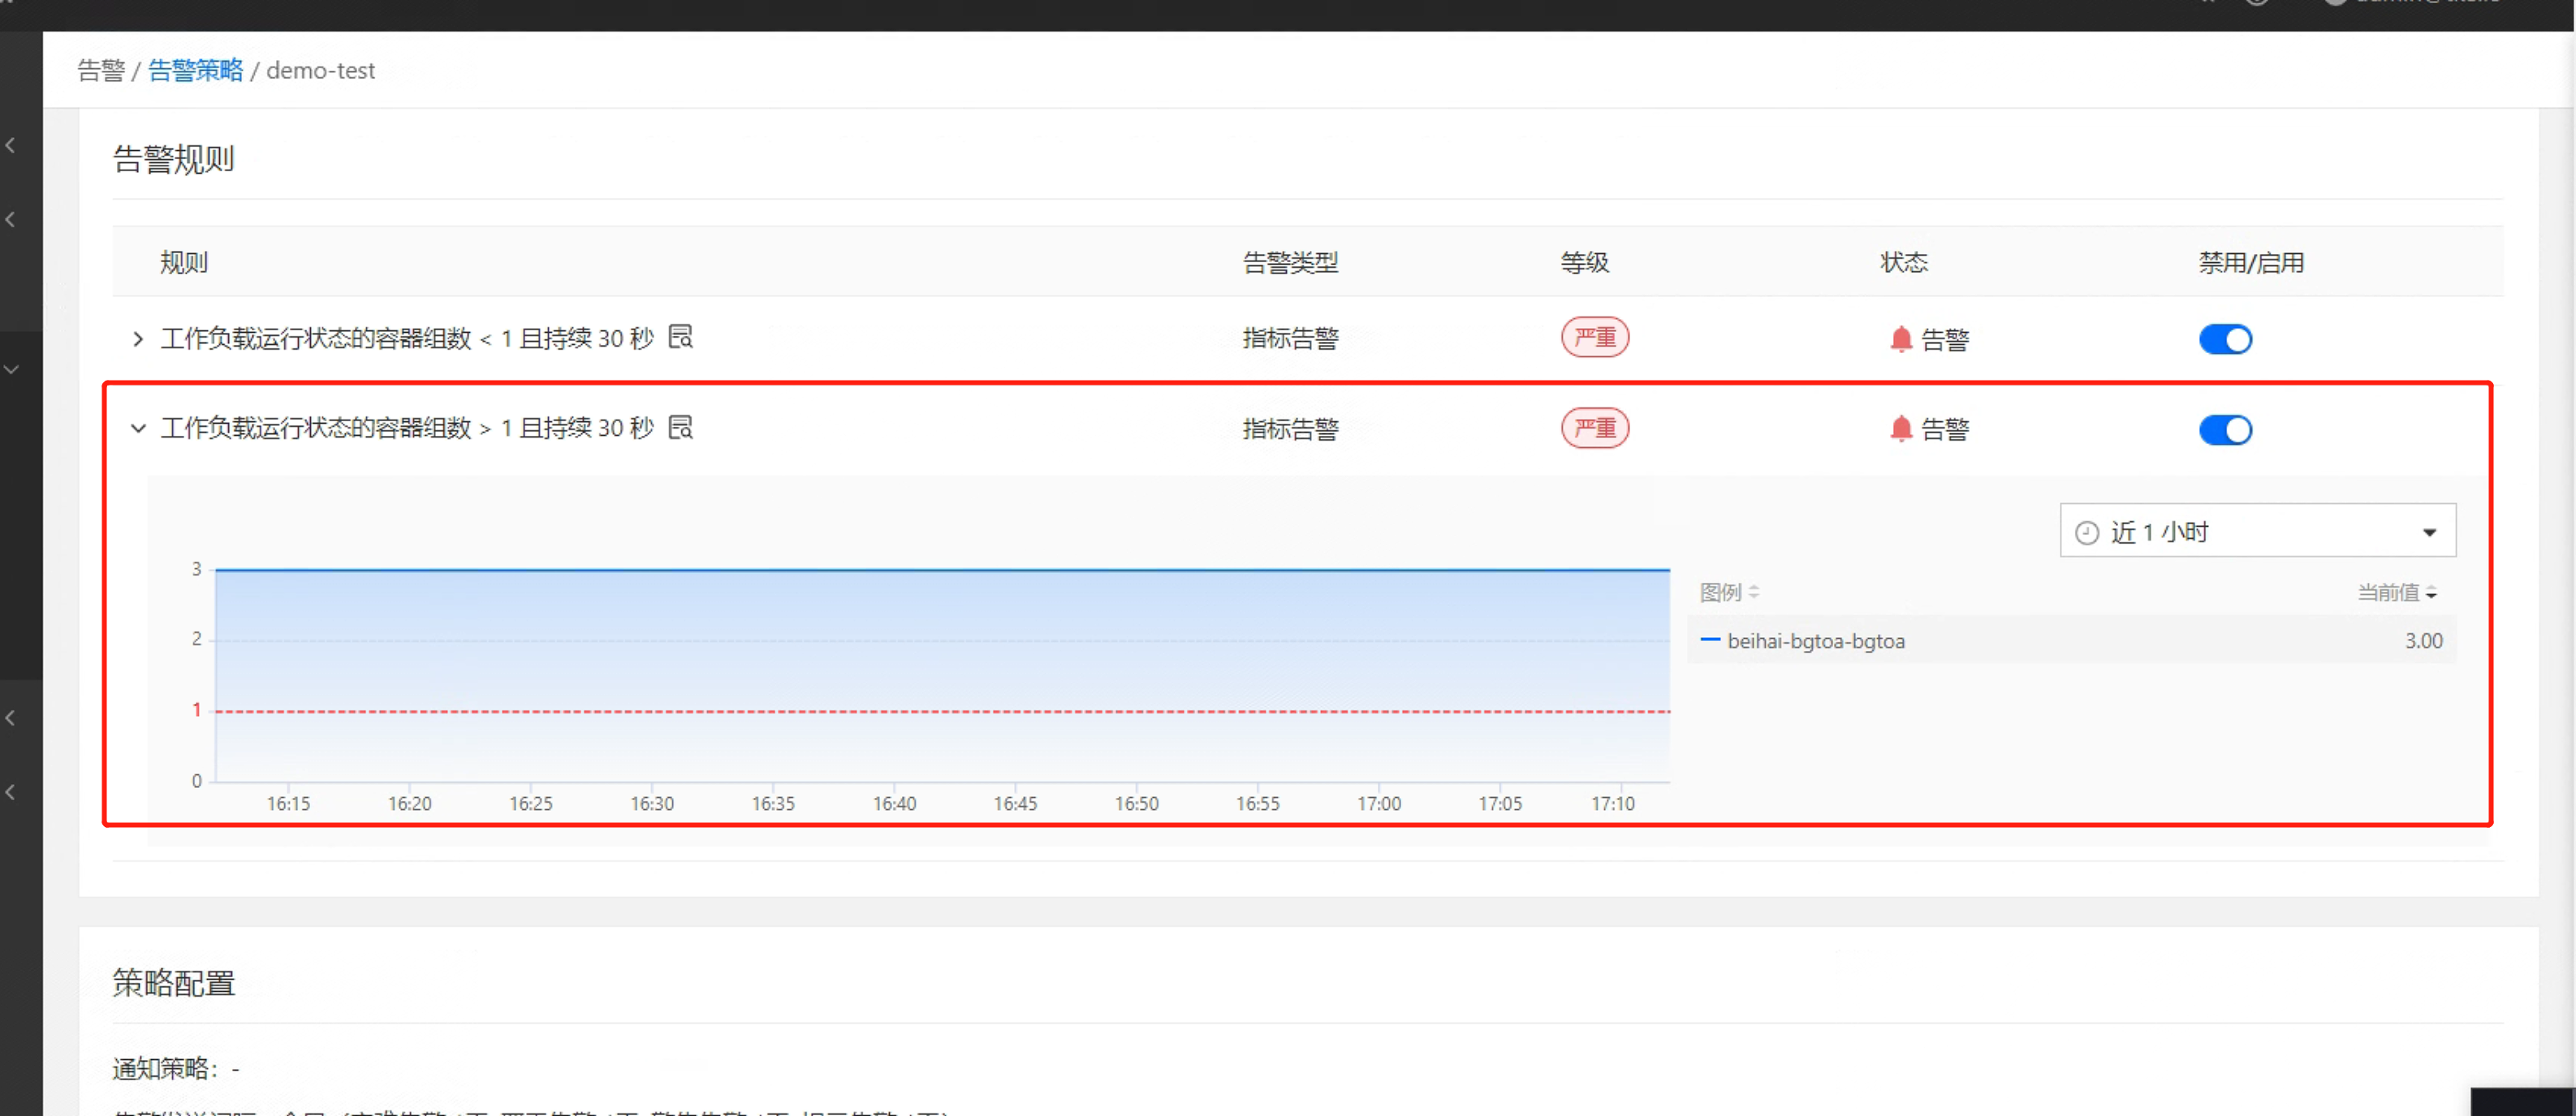 告警 / 告警策略 / demo-test
告警规则
规则 告警类型 等级 状态 禁用/启用
工作负载运行状态的容器组数 < 1 且持续 30 秒 指标告警 严重 告警
工作负载运行状态的容器组数 > 1 且持续 30 秒 指标告警 严重 告警
近 1 小时
图例 当前值
beihai-bgtoa-bgtoa 3.00
3
2
1
0
16:15 16:20 16:25 16:30 16:35 16:40 16:45 16:50 16:55 17:00 17:05 17:10
策略配置
通知策略： -